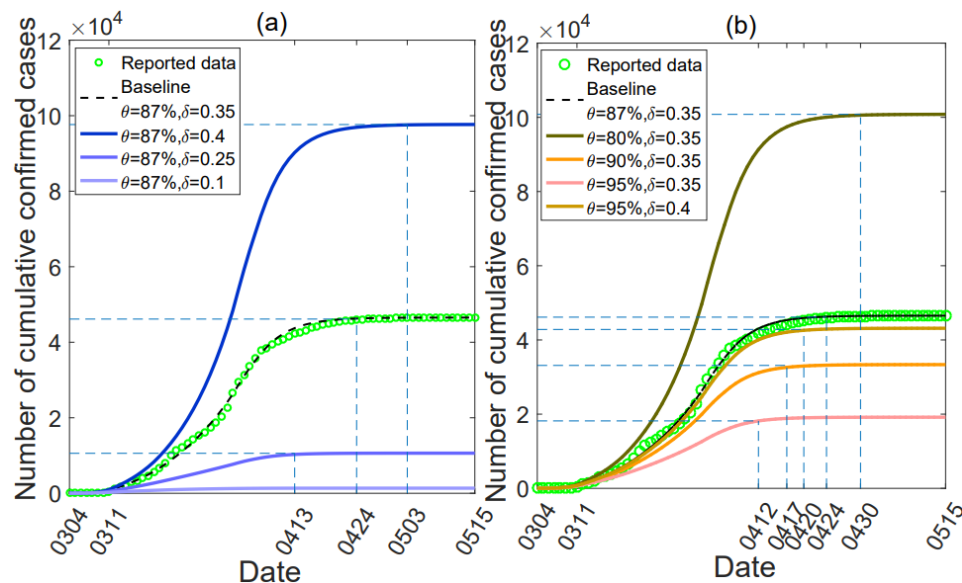 (a)
×10⁴
Number of cumulative confirmed cases
12
10
8
6
4
2
0
Reported data
Baseline
θ=87%,δ=0.35
θ=87%,δ=0.4
θ=87%,δ=0.25
θ=87%,δ=0.1
0304
0311
0413
0424
0503
0515
Date
(b)
×10⁴
Number of cumulative confirmed cases
12
10
8
6
4
2
0
Reported data
Baseline
θ=87%,δ=0.35
θ=80%,δ=0.35
θ=90%,δ=0.35
θ=95%,δ=0.35
θ=95%,δ=0.4
0304
0311
0412
0417
0420
0424
0430
0515
Date